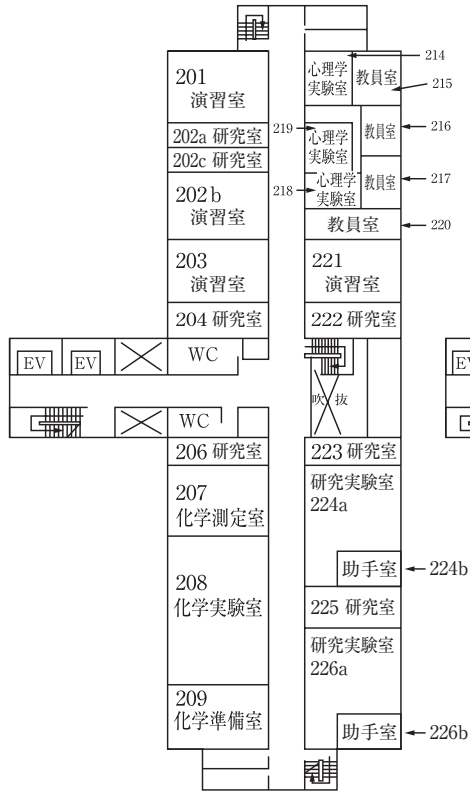 201
演習室
202a 研究室
202c 研究室
202b
演習室
203
演習室
204 研究室
WC
EV
EV
WC
206 研究室
207
化学測定室
208
化学実験室
209
化学準備室
214
心理学
実験室
教員室
215
219
心理学
実験室
教員室
216
218
心理学
実験室
教員室
217
教員室
220
221
演習室
222 研究室
吹 抜
223 研究室
研究実験室
224a
助手室
224b
225 研究室
研究実験室
226a
助手室
226b
EV